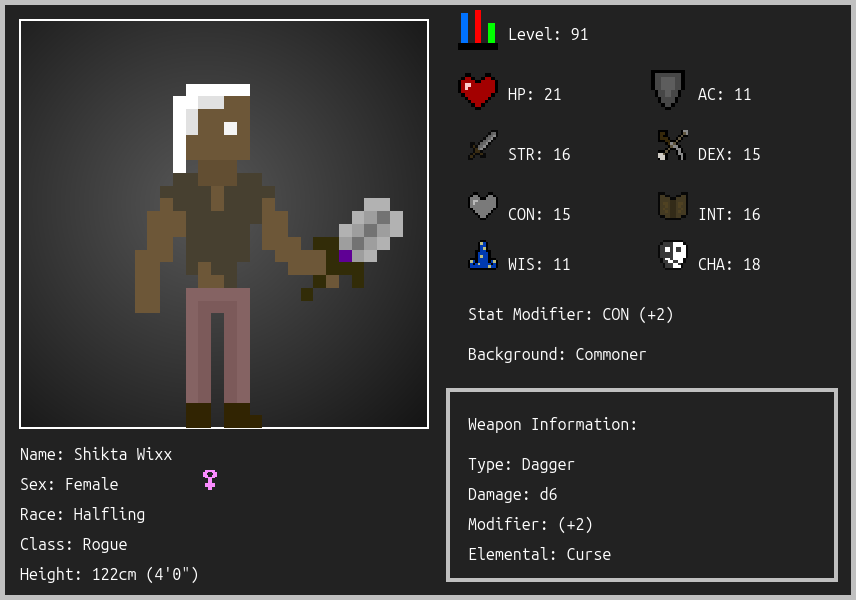 Level: 91
HP: 21
AC: 11
STR: 16
DEX: 15
CON: 15
INT: 16
WIS: 11
CHA: 18
Stat Modifier: CON (+2)
Background: Commoner
Weapon Information:
Type: Dagger
Damage: d6
Modifier: (+2)
Elemental: Curse
Name: Shikta Wixx
Sex: Female
Race: Halfling
Class: Rogue
Height: 122cm (4'0")